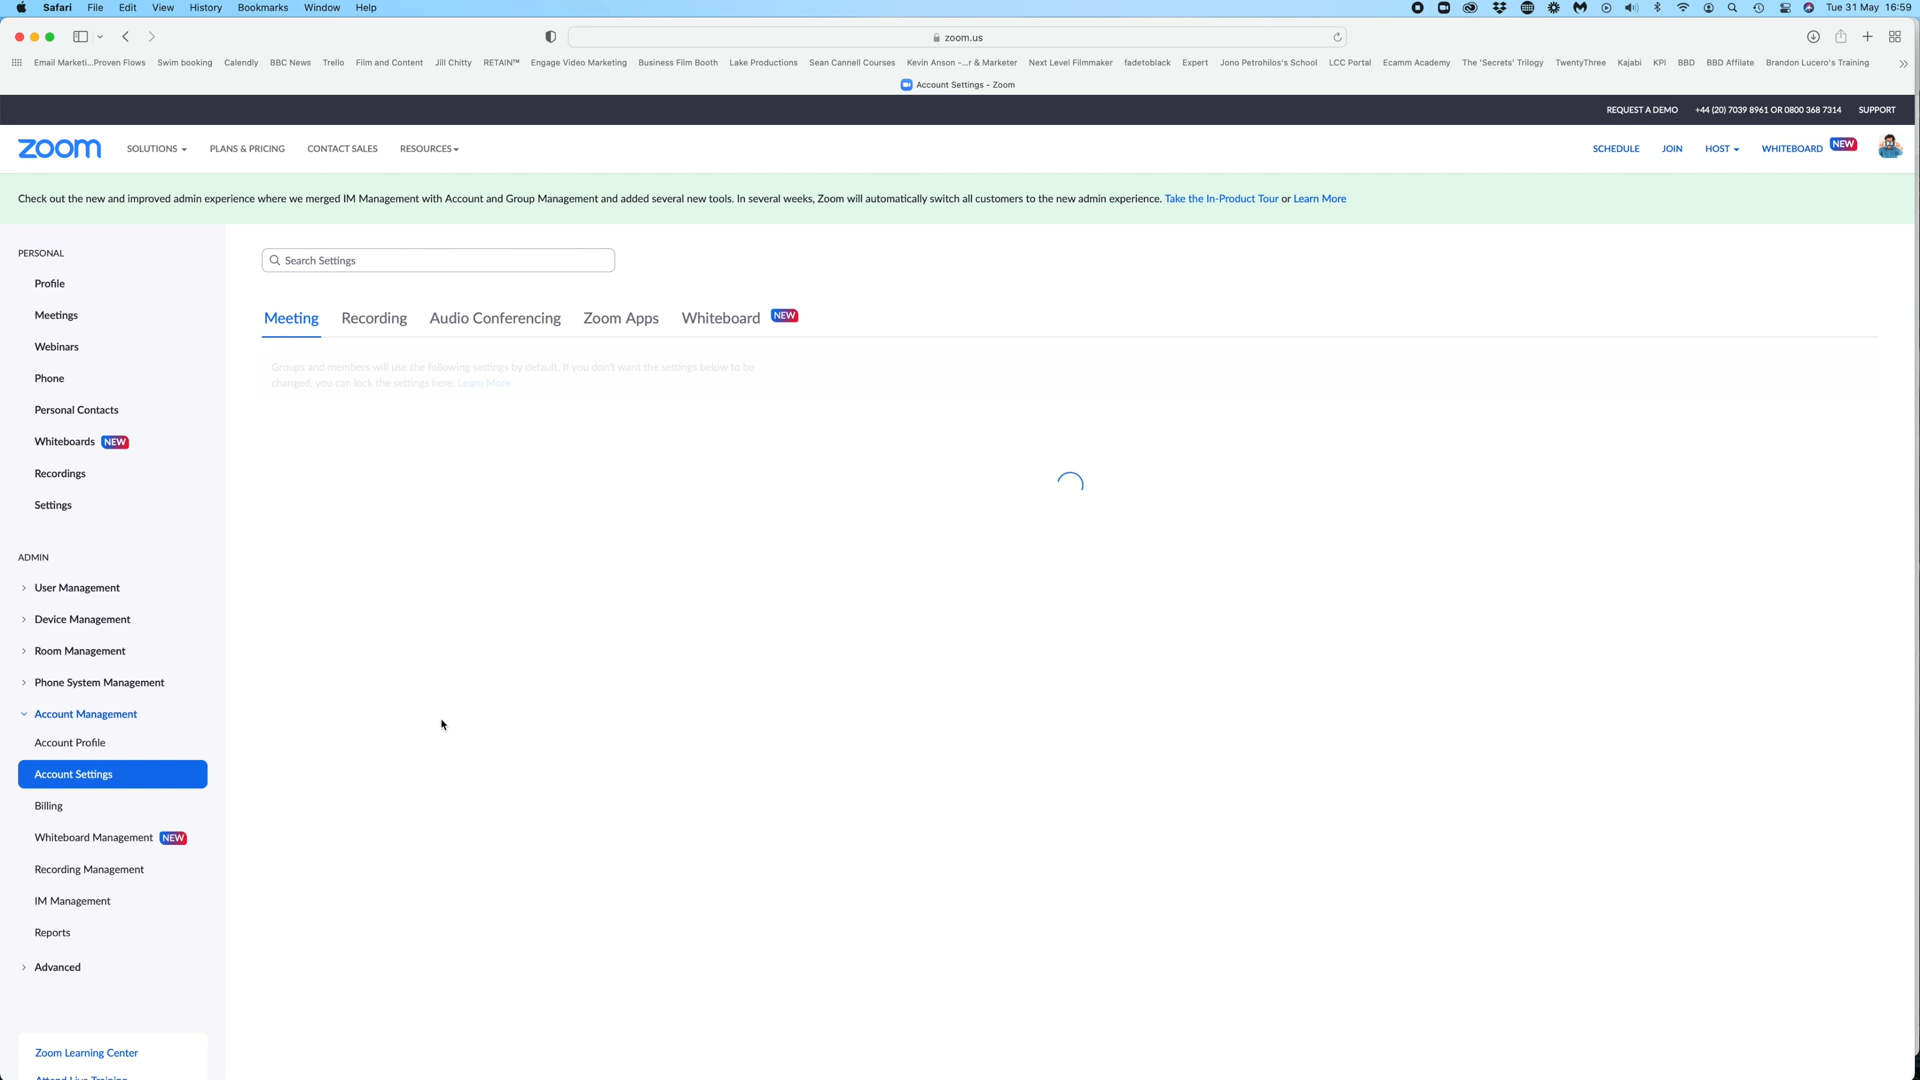 Safari File Edit View History Bookmarks Window Help Tue 31 May 16:59
zoom.us
Email Marketi...Proven Flows Swim booking Calendly BBC News Trello Film and Content Jill Chitty RETAIN™ Engage Video Marketing Business Film Booth Lake Productions Sean Cannell Courses Kevin Anson -...r & Marketer Next Level Filmmaker fadetoblack Expert Jono Petrohilos's School LCC Portal Ecamm Academy The 'Secrets' Trilogy TwentyThree Kajabi KPI BBD BBD Affilate Brandon Lucero's Training
Account Settings - Zoom
REQUEST A DEMO +44 (20) 7039 8961 OR 0800 368 7314 SUPPORT
zoom SOLUTIONS PLANS & PRICING CONTACT SALES RESOURCES SCHEDULE JOIN HOST WHITEBOARD NEW
Check out the new and improved admin experience where we merged IM Management with Account and Group Management and added several new tools. In several weeks, Zoom will automatically switch all customers to the new admin experience. Take the In-Product Tour or Learn More
PERSONAL
Profile
Meetings
Webinars
Phone
Personal Contacts
Whiteboards NEW
Recordings
Settings
ADMIN
User Management
Device Management
Room Management
Phone System Management
Account Management
Account Profile
Account Settings
Billing
Whiteboard Management NEW
Recording Management
IM Management
Reports
Advanced
Zoom Learning Center
Attend Live Training
Search Settings
Meeting Recording Audio Conferencing Zoom Apps Whiteboard NEW
Groups and members will use the following settings by default. If you don't want the settings below to be
changed, you can lock the settings here. Learn More.